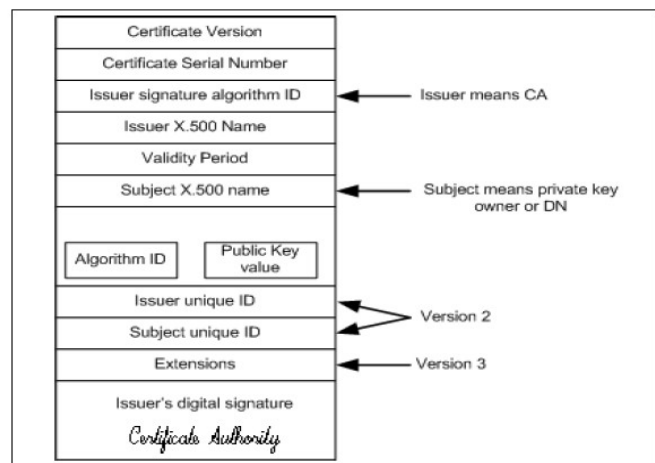 Certificate Version
Certificate Serial Number
Issuer signature algorithm ID
Issuer means CA
Issuer X.500 Name
Validity Period
Subject X.500 name
Subject means private key
owner or DN
Algorithm ID
Public Key
value
Issuer unique ID
Subject unique ID
Version 2
Extensions
Version 3
Issuer's digital signature
Certificate Authority